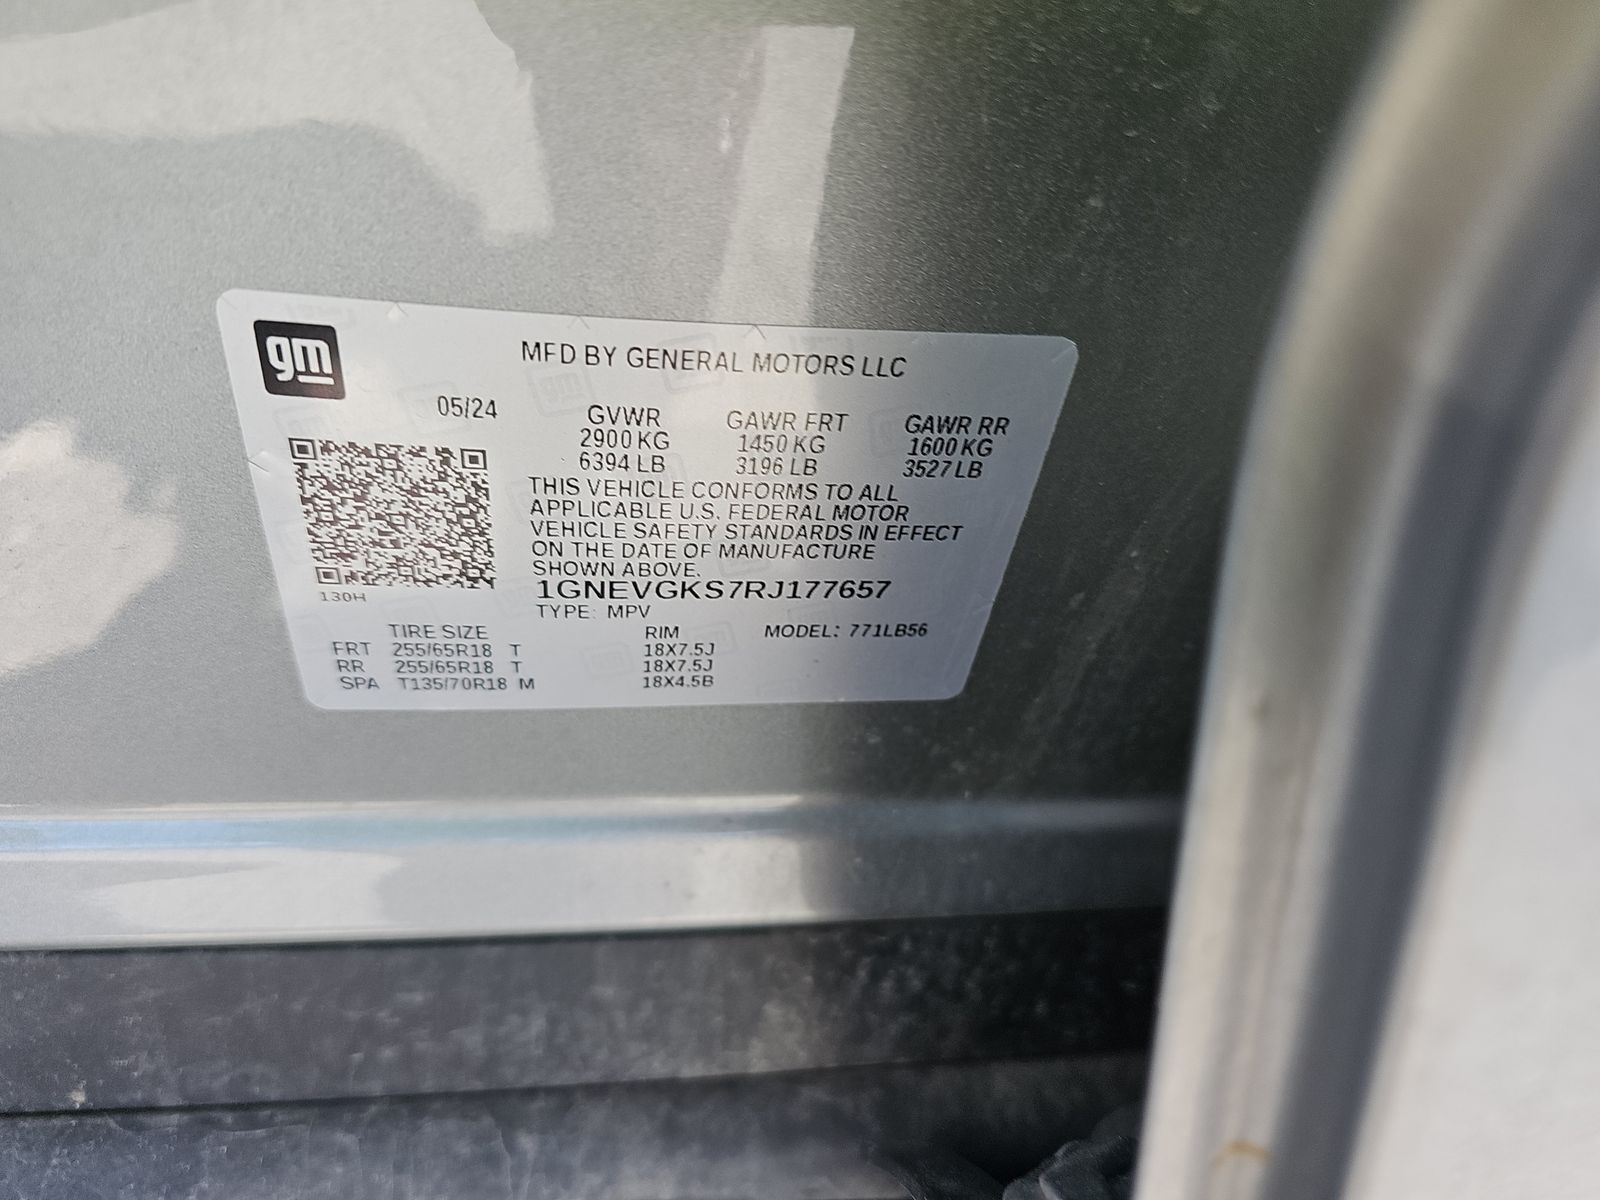 gm
MFD BY GENERAL MOTORS LLC
05/24
GVWR GAWR FRT GAWR RR
2900 KG 1450 KG 1600 KG
6394 LB 3196 LB 3527 LB
THIS VEHICLE CONFORMS TO ALL
APPLICABLE U.S. FEDERAL MOTOR
VEHICLE SAFETY STANDARDS IN EFFECT
ON THE DATE OF MANUFACTURE
SHOWN ABOVE.
130H
1GNEVGKS7RJ177657
TYPE: MPV
TIRE SIZE RIM MODEL: 771LB56
FRT 255/65R18 T 18X7.5J
RR 255/65R18 T 18X7.5J
SPA T135/70R18 M 18X4.5B